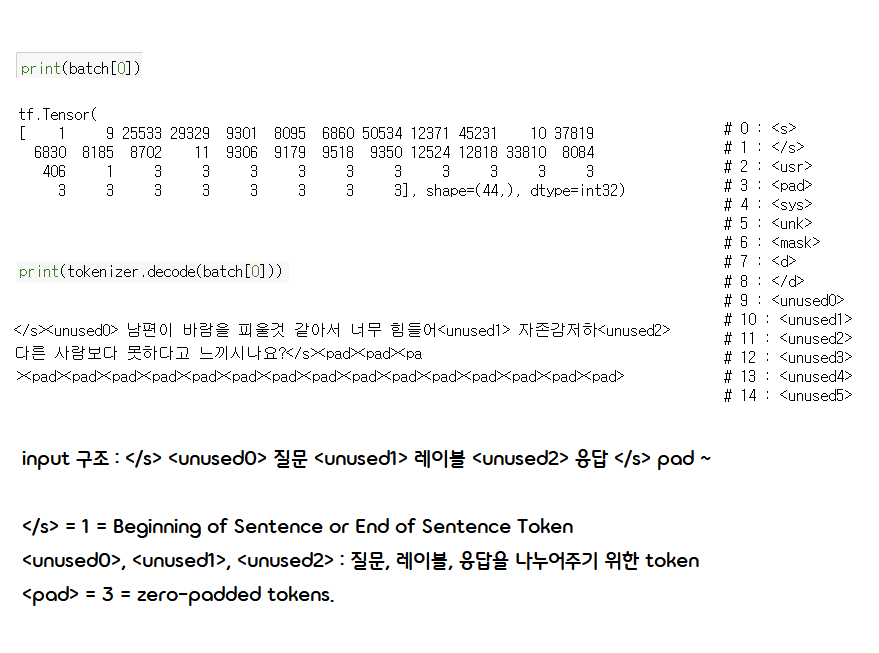 print(batch[0])
tf.Tensor(
[ 1 9 25533 29329 9301 8095 6860 50534 12371 45231 10 37819
6830 8185 8702 11 9306 9179 9518 9350 12524 12818 33810 8084
406 1 3 3 3 3 3 3 3 3 3 3
3 3 3 3 3 3 3 3], shape=(44,), dtype=int32)
print(tokenizer.decode(batch[0]))
</s><unused0> 남편이 바람을 피울것 같아서 너무 힘들어<unused1> 자존감저하<unused2>
다른 사람보다 못하다고 느끼시나요?</s><pad><pad><pa
><pad><pad><pad><pad><pad><pad><pad><pad><pad><pad><pad><pad><pad><pad><pad>
# 0 : <s>
# 1 : </s>
# 2 : <usr>
# 3 : <pad>
# 4 : <sys>
# 5 : <unk>
# 6 : <mask>
# 7 : <d>
# 8 : </d>
# 9 : <unused0>
# 10 : <unused1>
# 11 : <unused2>
# 12 : <unused3>
# 13 : <unused4>
# 14 : <unused5>
input 구조 : </s> <unused0> 질문 <unused1> 레이블 <unused2> 응답 </s> pad ~
</s> = 1 = Beginning of Sentence or End of Sentence Token
<unused0>, <unused1>, <unused2> : 질문, 레이블, 응답을 나누어주기 위한 token
<pad> = 3 = zero-padded tokens.